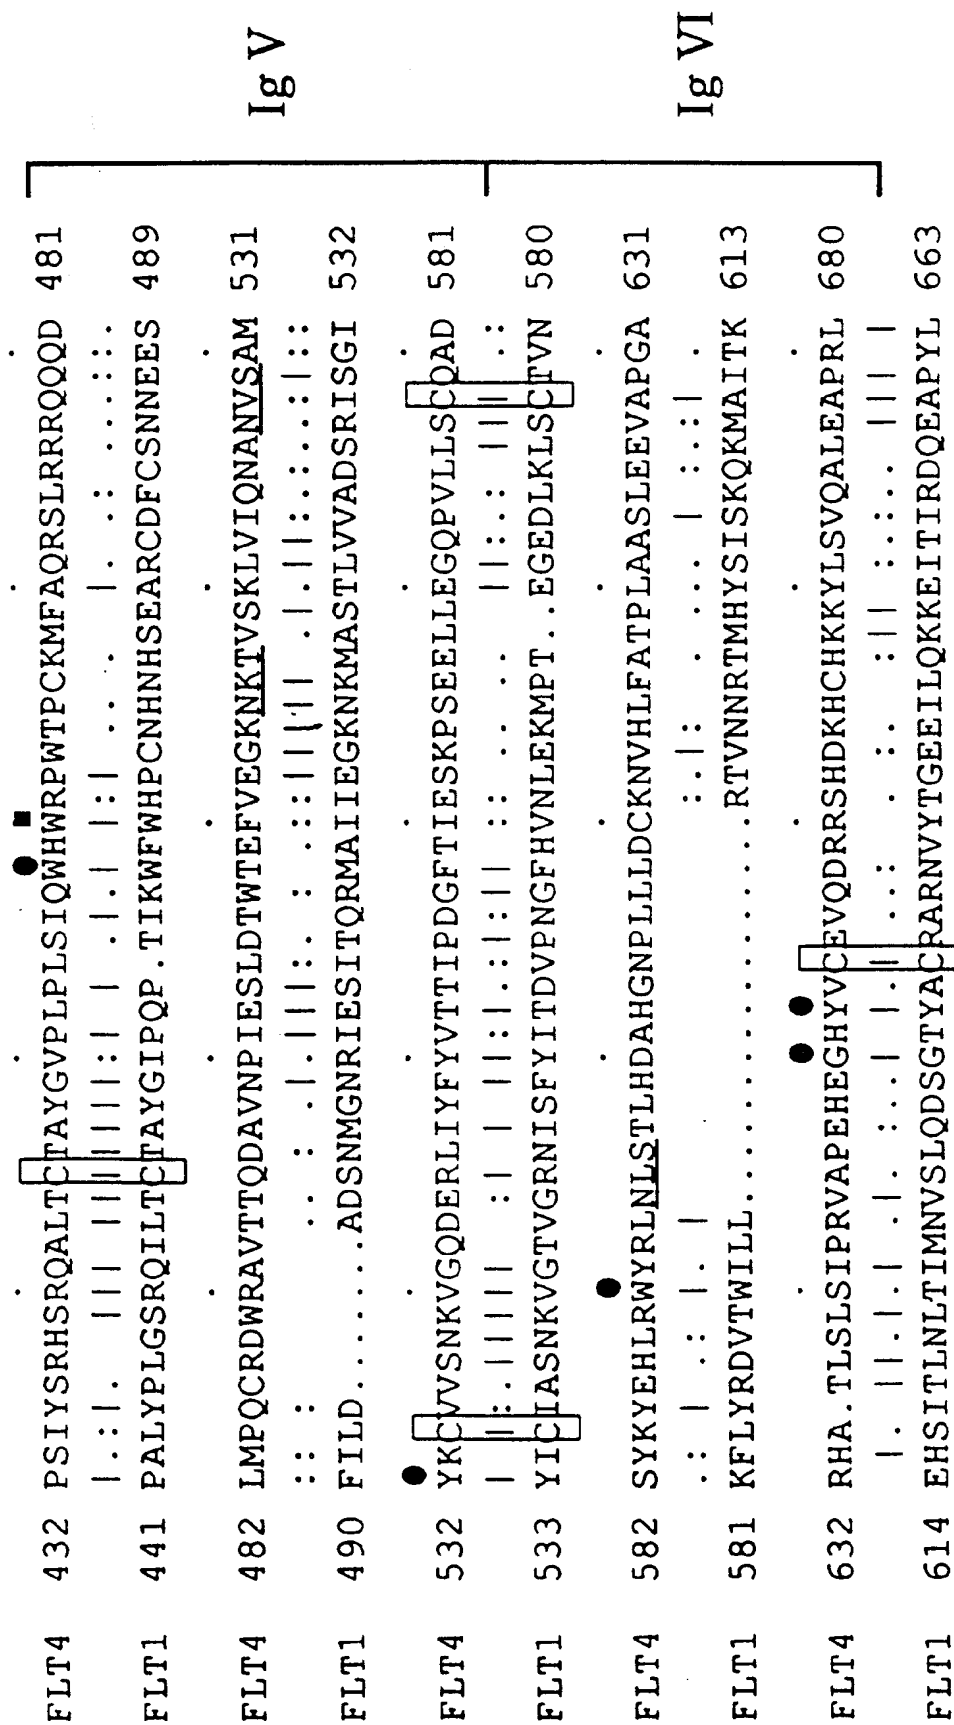 FLT4 432 PSIYSRHSRQALTCTAYGVPLPLSIQWHWRPWTPCKMFAQRSLRRRQQQD 481
FLT1 441 PALYPLGSRQILTCTAYGIPQP.TIKWFWHPCNHNHSEARCDFCSNNEES 489
FLT4 482 LMPQCRDWRAVTTQDAVNPIESLDTWTEFVEGKNKTVSKLVIQNANVSAM 531
FLT1 490 FILD.......ADSNMGNRIESITQRMAIIEGKNKMASTLVVADSRISGI 532
Ig V
FLT4 532 YKCVVSNKVGQDERLIYFYVTTIPDGFTIESKPSEELLEGQPVLLSCQAD 581
FLT1 533 YICIASNKVGTVGRNISFYITDVPNGFHVNLEKMPT..EGEDLKLSCTVN 580
FLT4 582 SYKYEHLRWYRLNLSTLHDAHGNPLLLDCKNVHLFATPLAASLEEVAPGA 631
FLT1 581 KFLYRDVTWILL.................RTVNNRTMHYSISKQKMAITK 613
Ig VI
FLT4 632 RHA.TLSLSIPRVAPEHEGHYVCEVQDRRSHDKHCHKKYLSVQALEAPRL 680
FLT1 614 EHSITLNLTIMNVSLQDSGTYACRARNVYTGEEILQKKEITIRDQEAPYL 663